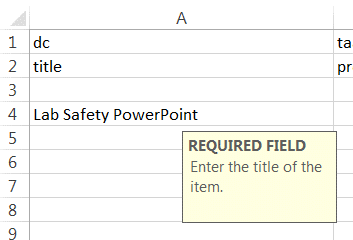 A
1 dc ta
2 title pr
3
4 Lab Safety PowerPoint
5 REQUIRED FIELD
6 Enter the title of the
7 item.
8
9